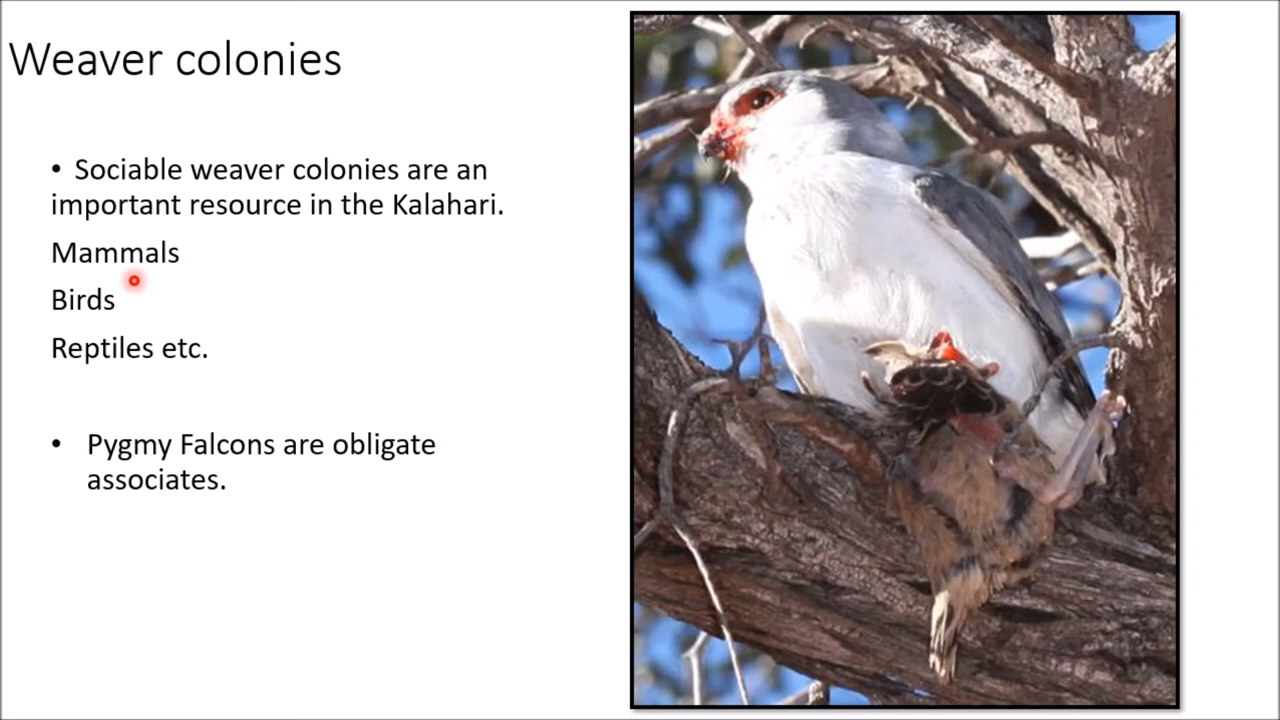 Weaver colonies
• Sociable weaver colonies are an
important resource in the Kalahari.
Mammals
Birds
Reptiles etc.
• Pygmy Falcons are obligate
associates.